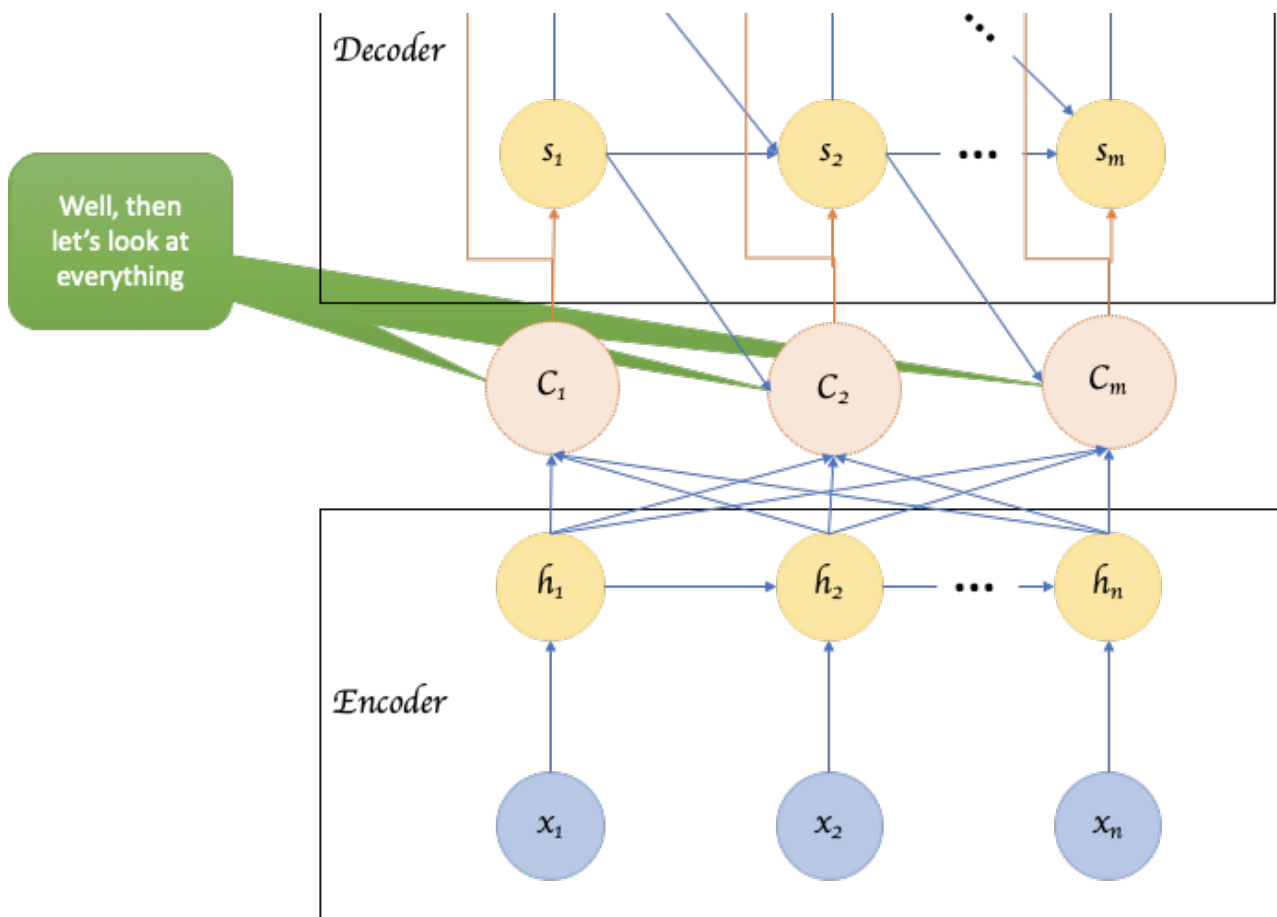 Decoder
s₁ s₂ ... sₘ
Well, then
let's look at
everything
C₁ C₂ Cₘ
h₁ h₂ ... hₙ
Encoder
x₁ x₂ xₙ